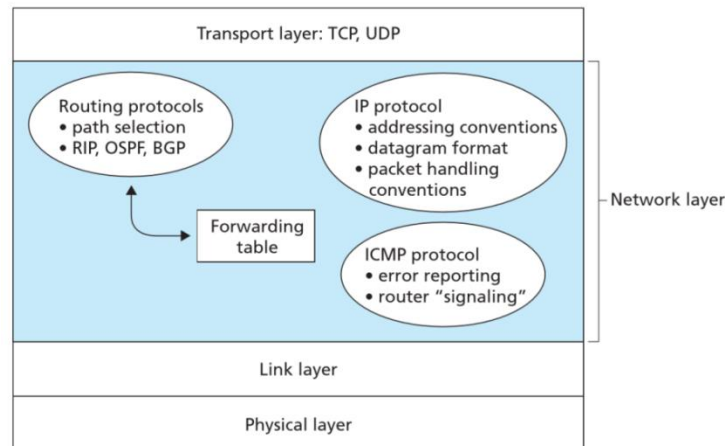 Transport layer: TCP, UDP
Routing protocols
• path selection
• RIP, OSPF, BGP
IP protocol
• addressing conventions
• datagram format
• packet handling
conventions
Network layer
Forwarding
table
ICMP protocol
• error reporting
• router “signaling”
Link layer
Physical layer